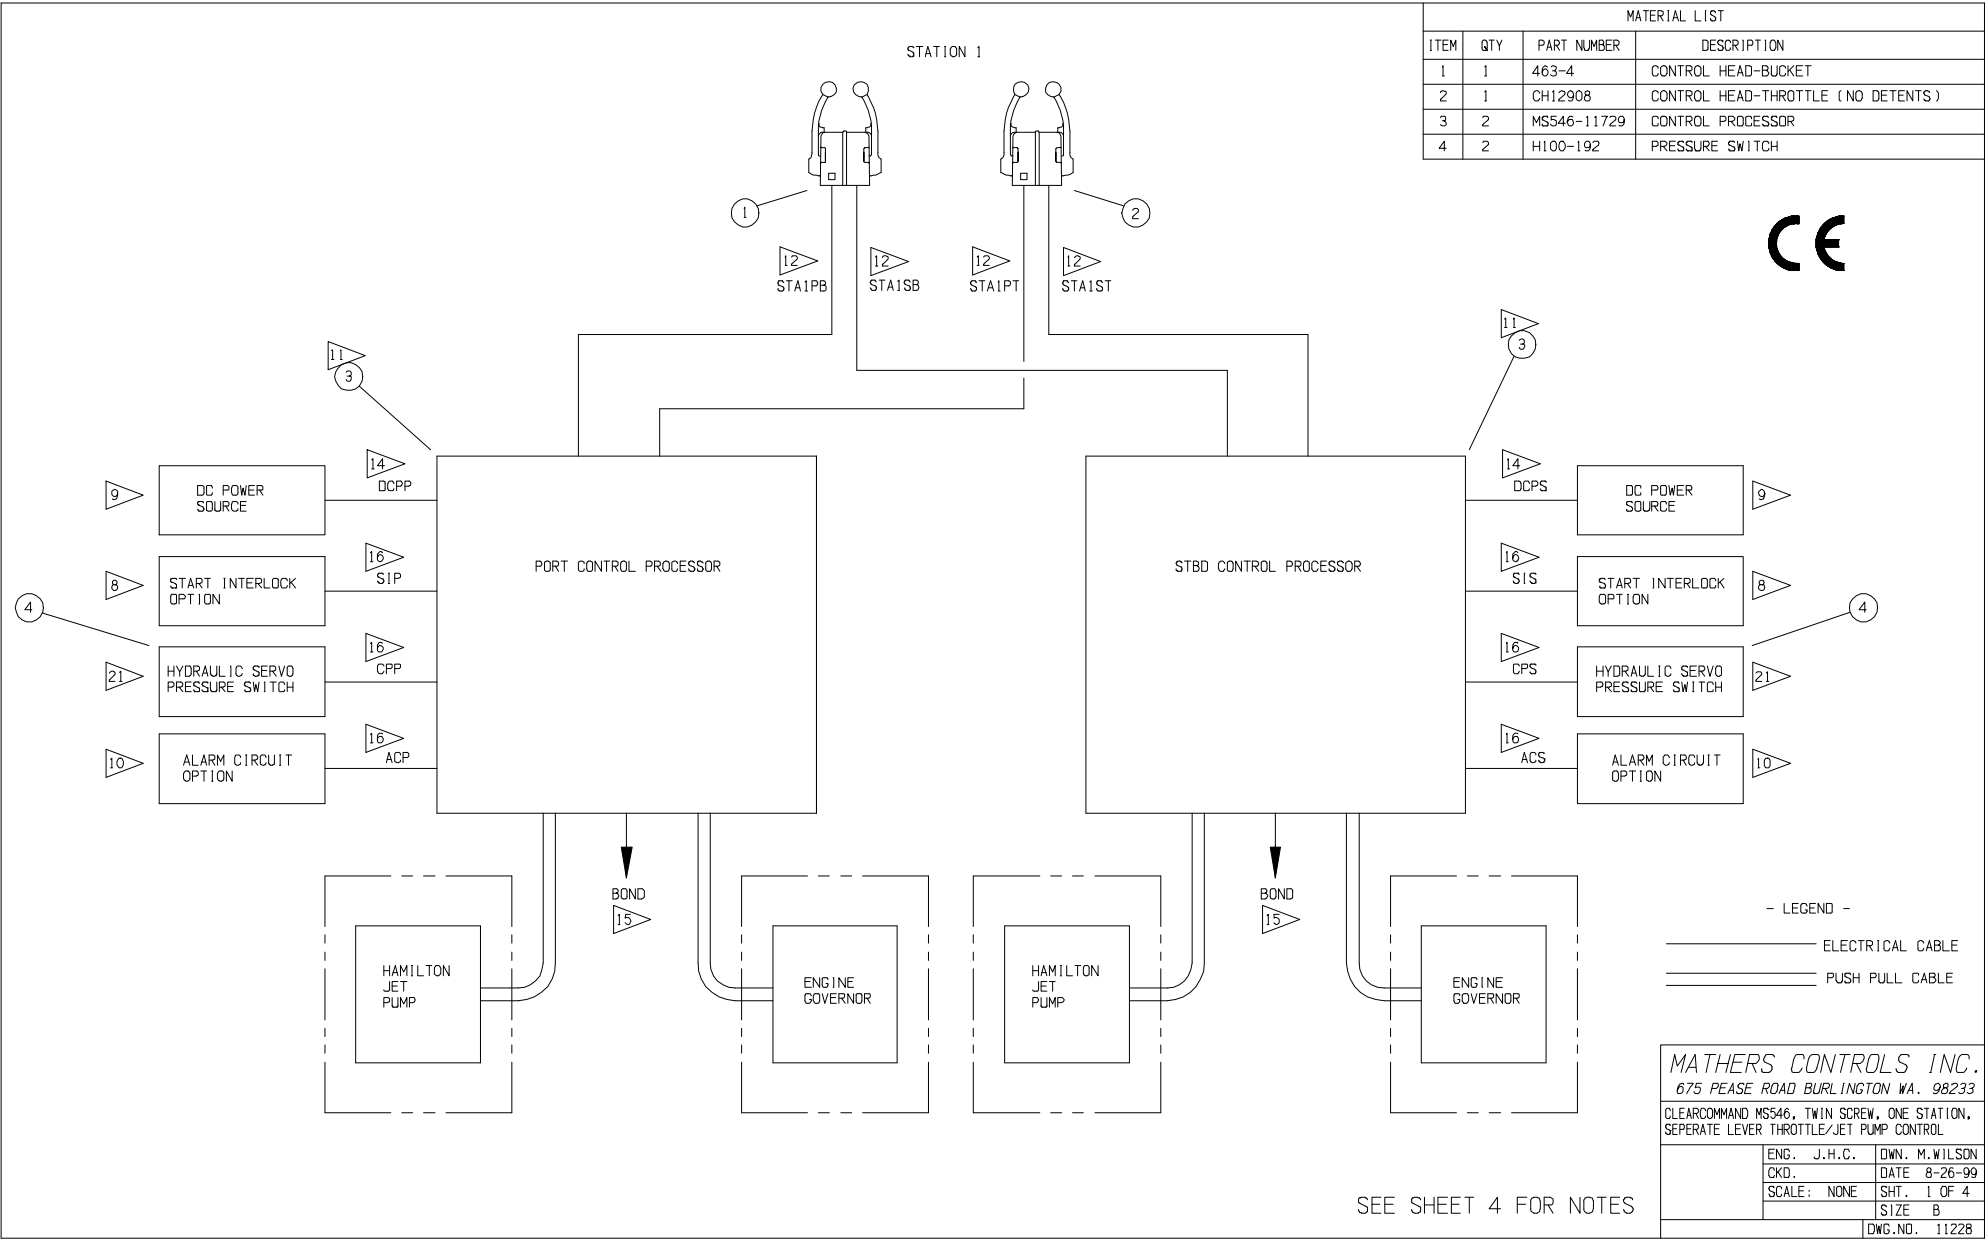 MATERIAL LIST
ITEM QTY PART NUMBER DESCRIPTION
1 1 463-4 CONTROL HEAD-BUCKET
2 1 CH12908 CONTROL HEAD-THROTTLE (NO DETENTS)
3 2 MS546-11729 CONTROL PROCESSOR
4 2 H100-192 PRESSURE SWITCH
CE
STATION 1
1
2
12
STA1PB
12
STA1SB
12
STA1PT
12
STA1ST
11
3
11
3
9
DC POWER
SOURCE
14
DCPP
8
START INTERLOCK
OPTION
16
SIP
4
21
HYDRAULIC SERVO
PRESSURE SWITCH
16
CPP
10
ALARM CIRCUIT
OPTION
16
ACP
PORT CONTROL PROCESSOR
STBD CONTROL PROCESSOR
14
DCPS
DC POWER
SOURCE
9
16
SIS
START INTERLOCK
OPTION
8
4
16
CPS
HYDRAULIC SERVO
PRESSURE SWITCH
21
16
ACS
ALARM CIRCUIT
OPTION
10
HAMILTON
JET
PUMP
BOND
15
ENGINE
GOVERNOR
HAMILTON
JET
PUMP
BOND
15
ENGINE
GOVERNOR
- LEGEND -
ELECTRICAL CABLE
PUSH PULL CABLE
SEE SHEET 4 FOR NOTES
MATHERS CONTROLS INC.
675 PEASE ROAD BURLINGTON WA. 98233
CLEARCOMMAND MS546, TWIN SCREW, ONE STATION,
SEPERATE LEVER THROTTLE/JET PUMP CONTROL
ENG. J.H.C. DWN. M.WILSON
CKD. DATE 8-26-99
SCALE: NONE SHT. 1 OF 4
SIZE B
DWG.NO. 11228